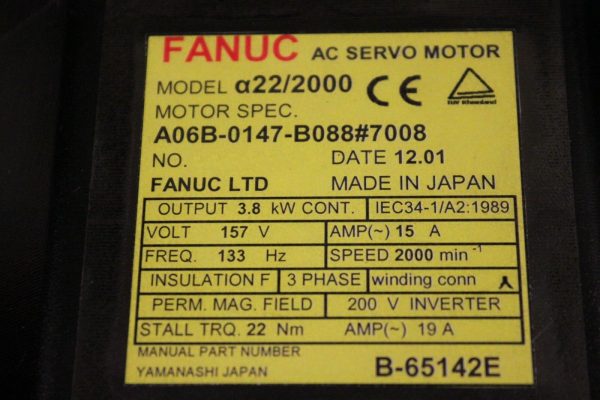 FANUC AC SERVO MOTOR
MODEL α22/2000 CE
TÜV Rheinland
MOTOR SPEC.
A06B-0147-B088#7008
NO. DATE 12.01
FANUC LTD MADE IN JAPAN
OUTPUT 3.8 kW CONT. IEC34-1/A2:1989
VOLT 157 V AMP(~) 15 A
FREQ. 133 Hz SPEED 2000 min⁻¹
INSULATION F 3 PHASE winding conn
PERM. MAG. FIELD 200 V INVERTER
STALL TRQ. 22 Nm AMP(~) 19 A
MANUAL PART NUMBER
YAMANASHI JAPAN B-65142E